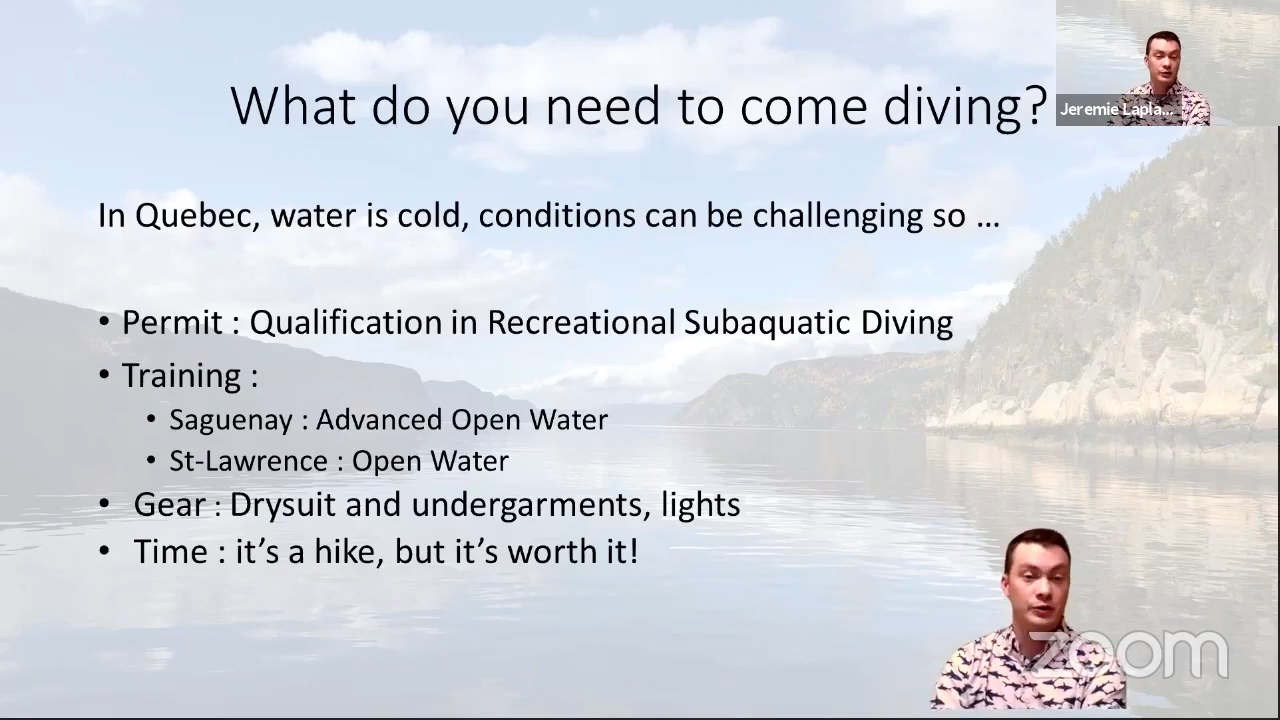 What do you need to come diving?
Jeremie Lapla...
In Quebec, water is cold, conditions can be challenging so …
• Permit : Qualification in Recreational Subaquatic Diving
• Training :
• Saguenay : Advanced Open Water
• St-Lawrence : Open Water
• Gear : Drysuit and undergarments, lights
• Time : it’s a hike, but it’s worth it!
zoom